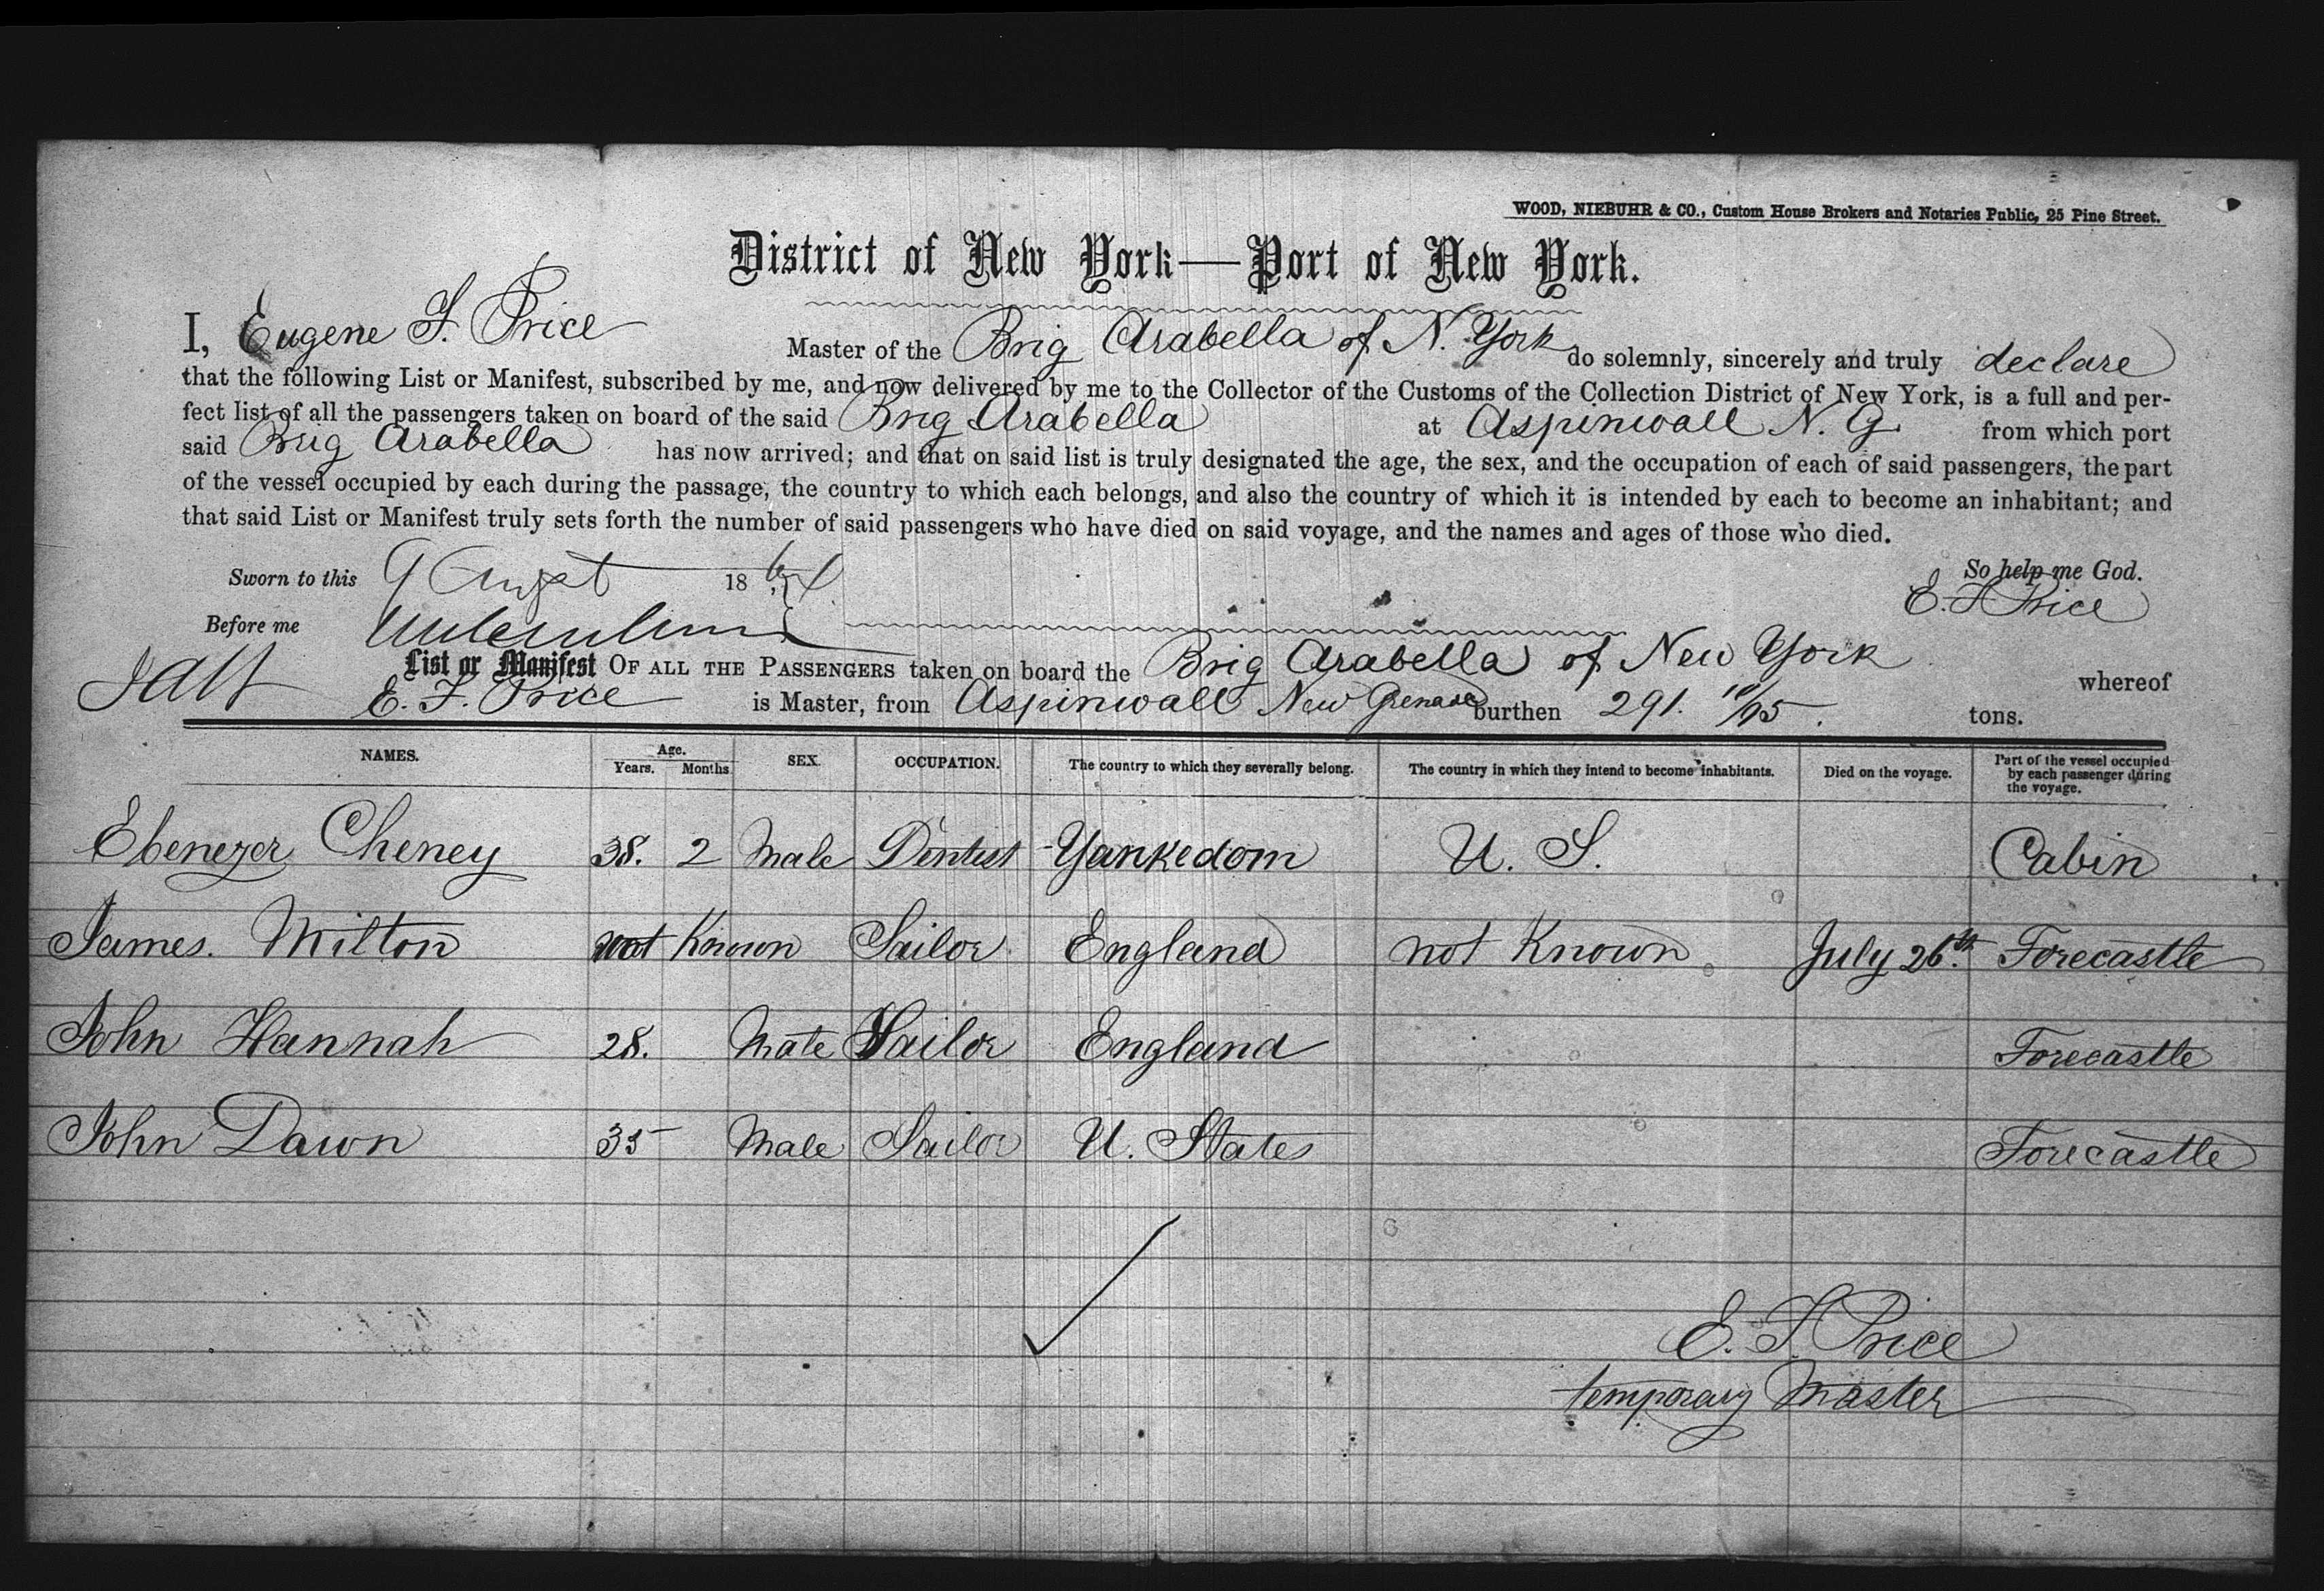 WOOD, NIEBUHR & CO., Custom House Brokers and Notaries Public, 25 Pine Street.
District of New York—Port of New York.
I, Eugene F. Price Master of the Brig Arabella of N. York do solemnly, sincerely and truly declare
that the following List or Manifest, subscribed by me, and now delivered by me to the Collector of the Customs of the Collection District of New York, is a full and per-
fect list of all the passengers taken on board of the said Brig Arabella at Aspinwall N. G. from which port
said Brig Arabella has now arrived; and that on said list is truly designated the age, the sex, and the occupation of each of said passengers, the part
of the vessel occupied by each during the passage, the country to which each belongs, and also the country of which it is intended by each to become an inhabitant; and
that said List or Manifest truly sets forth the number of said passengers who have died on said voyage, and the names and ages of those who died.
So help me God.
Sworn to this 9 August 18
E. F Price
Before me
List or Manifest OF ALL THE PASSENGERS taken on board the Brig Arabella of New York whereof
E. F. Price is Master, from Aspinwall New Grenada burthen 291. 10/95. tons.
NAMES. Age. Years. Months SEX. OCCUPATION. The country to which they severally belong. The country in which they intend to become inhabitants. Died on the voyage. Part of the vessel occupied by each passenger during the voyage.
Ebenezer Cheney 38. 2 Male Dentist Yankedom U. S. Cabin
James. Milton not Known Sailor England not Known July 26th. Forecastle
John Hannah 28. Male Sailor England Forecastle
John Dawn 35 Male Sailor U. States Forecastle
E. F. Price
temporary Master